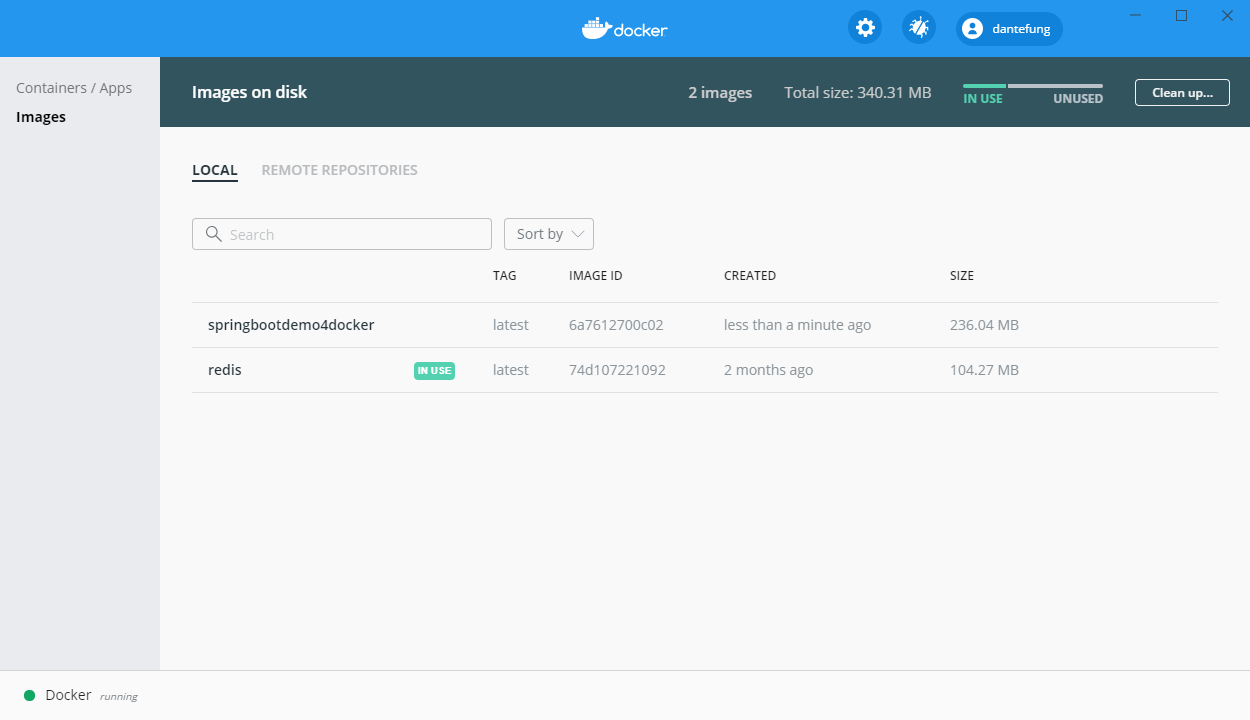 docker
dantefung
Containers / Apps
Images
Images on disk
2 images
Total size: 340.31 MB
IN USE
UNUSED
Clean up...
LOCAL
REMOTE REPOSITORIES
Search
Sort by
TAG IMAGE ID CREATED SIZE
springbootdemo4docker latest 6a7612700c02 less than a minute ago 236.04 MB
redis IN USE latest 74d107221092 2 months ago 104.27 MB
Docker running